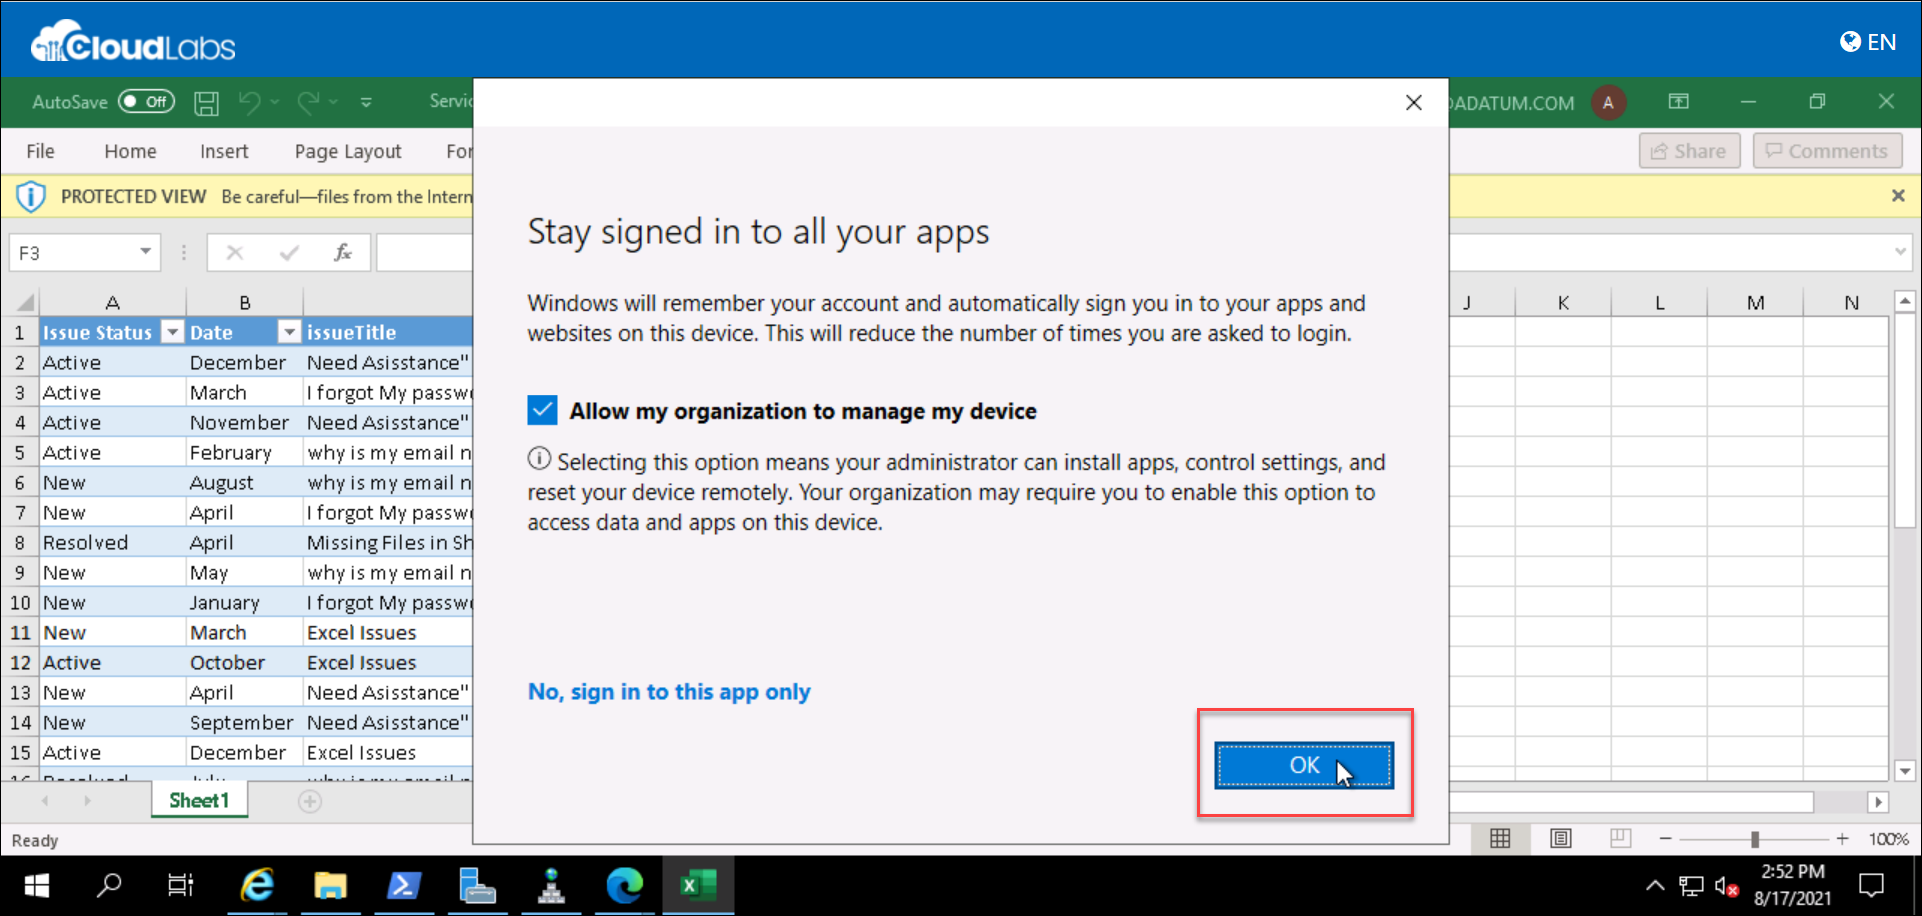 CloudLabs
EN
AutoSave Off
Servic
ADATUM.COM
A
File Home Insert Page Layout For
Share Comments
PROTECTED VIEW Be careful—files from the Intern
F3
fx
A B J K L M N
1 Issue Status Date issueTitle
2 Active December Need Asisstance"
3 Active March I forgot My passw
4 Active November Need Asisstance"
5 Active February why is my email n
6 New August why is my email n
7 New April I forgot My passw
8 Resolved April Missing Files in Sh
9 New May why is my email n
10 New January I forgot My passw
11 New March Excel Issues
12 Active October Excel Issues
13 New April Need Asisstance"
14 New September Need Asisstance"
15 Active December Excel Issues
Stay signed in to all your apps
Windows will remember your account and automatically sign you in to your apps and
websites on this device. This will reduce the number of times you are asked to login.
Allow my organization to manage my device
Selecting this option means your administrator can install apps, control settings, and
reset your device remotely. Your organization may require you to enable this option to
access data and apps on this device.
No, sign in to this app only
OK
Sheet1
Ready
100%
2:52 PM
8/17/2021